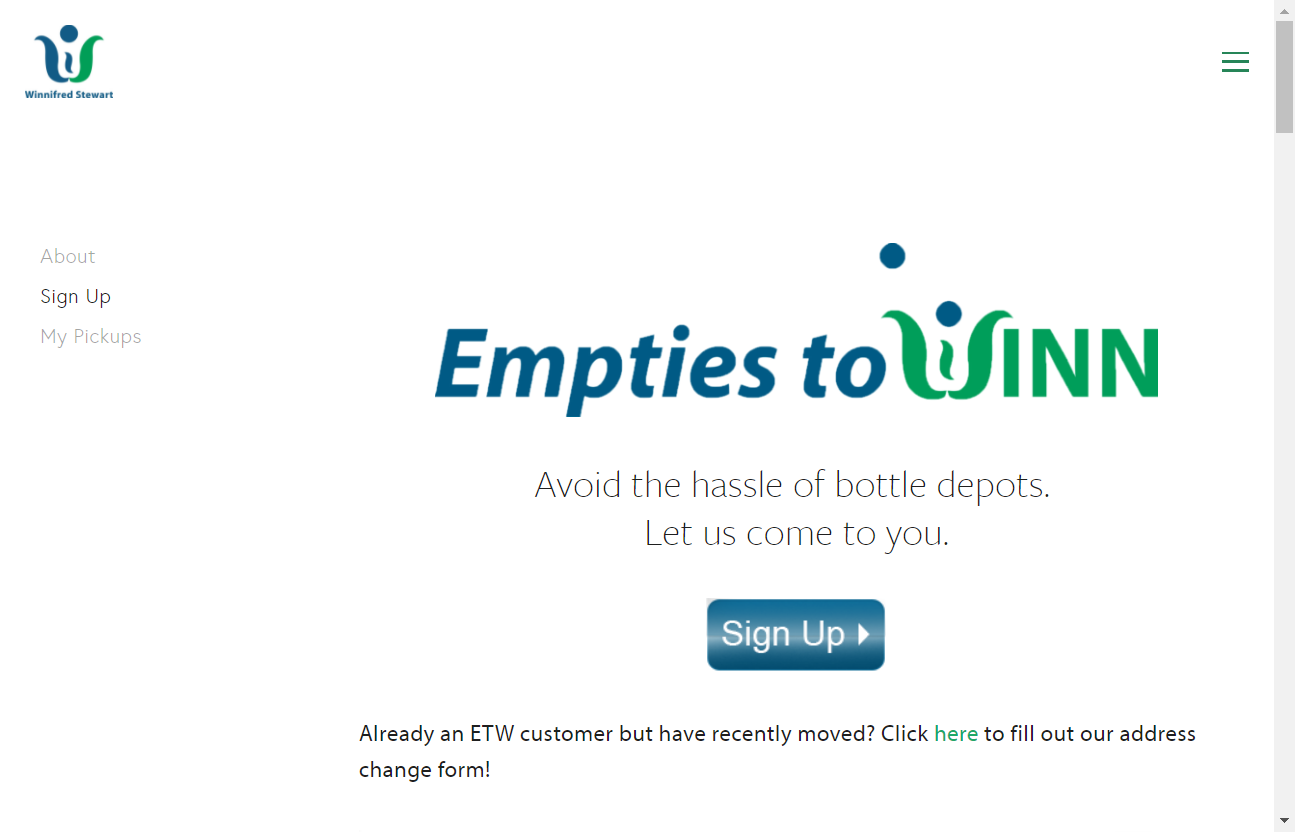 Winnifred Stewart
About
Sign Up
My Pickups
Empties to WINN
Avoid the hassle of bottle depots.
Let us come to you.
Sign Up
Already an ETW customer but have recently moved? Click here to fill out our address
change form!